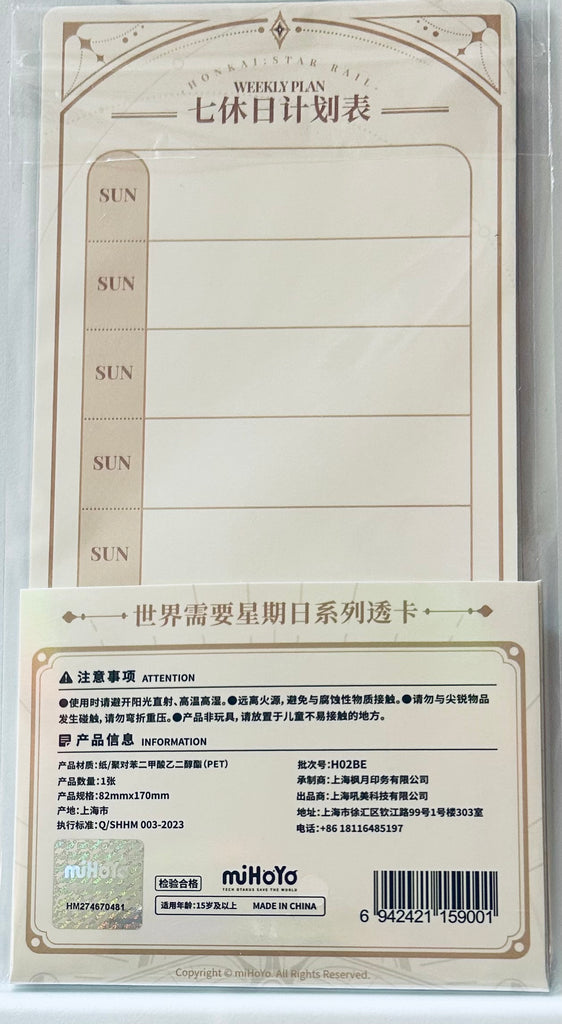 HONKAI: STAR RAIL.
WEEKLY PLAN
七休日计划表
SUN
SUN
SUN
SUN
SUN
世界需要星期日系列透卡
注意事项 ATTENTION
●使用时请避开阳光直射、高温高湿。●远离火源，避免与腐蚀性物质接触。●请勿与尖锐物品
发生碰触，请勿弯折重压。●产品非玩具，请放置于儿童不易接触的地方。
产品信息 INFORMATION
产品材质：纸/聚对苯二甲酸乙二醇酯（PET）
产品数量：1张
产品规格：82mmx170mm
产地：上海市
执行标准：Q/SHHM 003-2023
批次号：H02BE
承制商：上海枫月印务有限公司
出品商：上海吼美科技有限公司
地址：上海市徐汇区钦江路99号1号楼303室
电话：+86 18116485197
miHoYo
HM274670481
检验合格
miHoYo
TECH OTAKUS SAVE THE WORLD
适用年龄：15岁及以上 MADE IN CHINA
6 942421 159001
Copyright © miHoYo. All Rights Reserved.